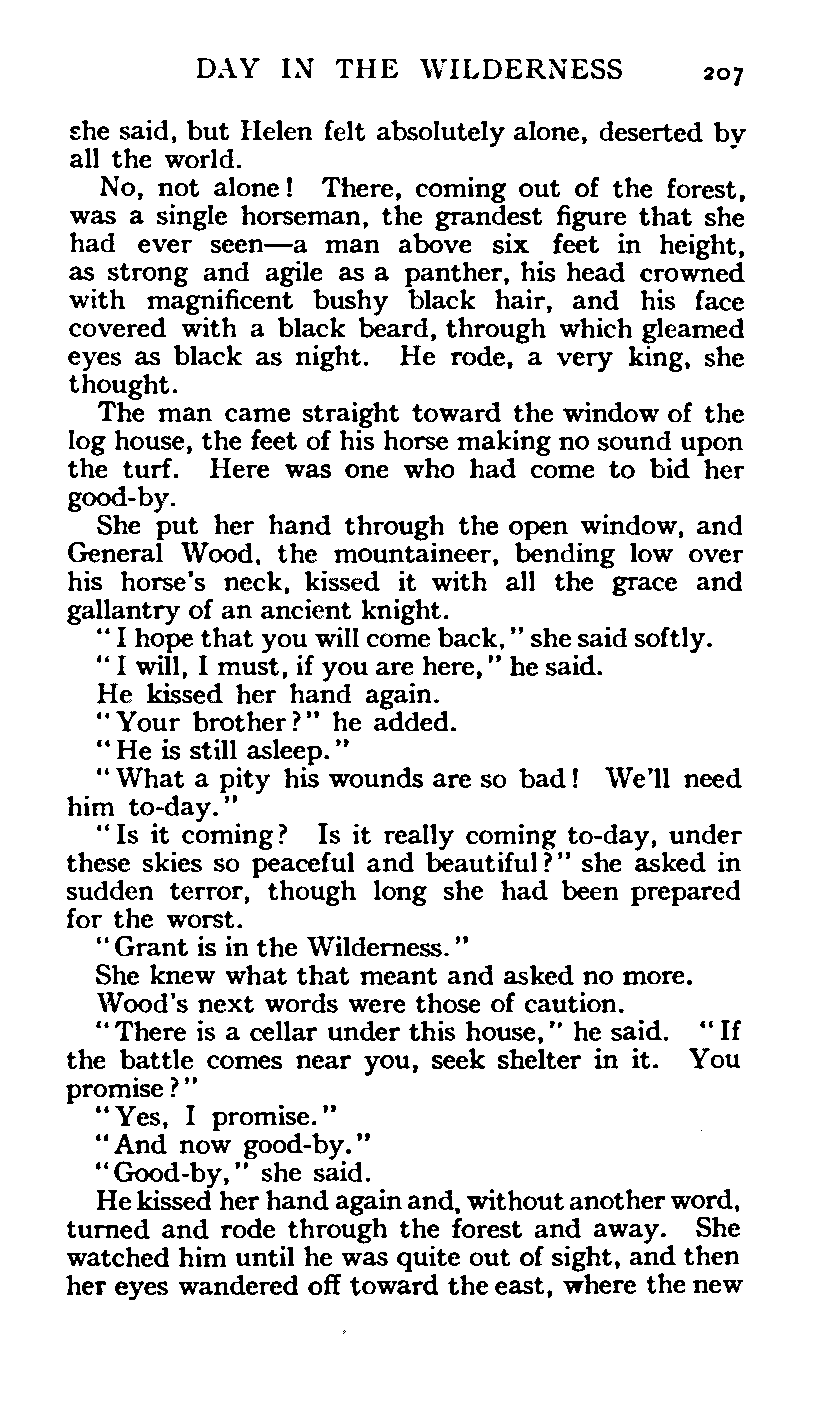 DAY IN THE WILDERNESS 207
she said, but Helen felt absolutely alone, deserted by
all the world.
No, not alone! There, coming out of the forest,
was a single horseman, the grandest figure that she
had ever seen—a man above six feet in height,
as strong and agile as a panther, his head crowned
with magnificent bushy black hair, and his face
covered with a black beard, through which gleamed
eyes as black as night. He rode, a very king, she
thought.
The man came straight toward the window of the
log house, the feet of his horse making no sound upon
the turf. Here was one who had come to bid her
good-by.
She put her hand through the open window, and
General Wood, the mountaineer, bending low over
his horse's neck, kissed it with all the grace and
gallantry of an ancient knight.
"I hope that you will come back," she said softly.
"I will, I must, if you are here," he said.
He kissed her hand again.
"Your brother?" he added.
"He is still asleep."
"What a pity his wounds are so bad! We'll need
him to-day."
"Is it coming? Is it really coming to-day, under
these skies so peaceful and beautiful?" she asked in
sudden terror, though long she had been prepared
for the worst.
"Grant is in the Wilderness."
She knew what that meant and asked no more.
Wood's next words were those of caution.
"There is a cellar under this house," he said. "If
the battle comes near you, seek shelter in it. You
promise?"
"Yes, I promise."
"And now good-by."
"Good-by," she said.
He kissed her hand again and, without another word,
turned and rode through the forest and away. She
watched him until he was quite out of sight, and then
her eyes wandered off toward the east, where the new